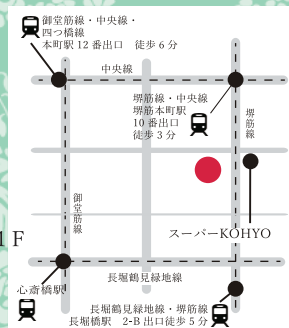 御堂筋線・中央線・
四つ橋線
本町駅 12 番出口　徒歩 6 分
中央線
堺筋線・中央線
堺筋本町駅
10 番出口
徒歩 3 分
堺筋線
御堂筋線
スーパーKOHYO
1 F
長堀鶴見緑地線
心斎橋駅
長堀鶴見緑地線・堺筋線
長堀橋駅　2-B 出口徒歩 5 分